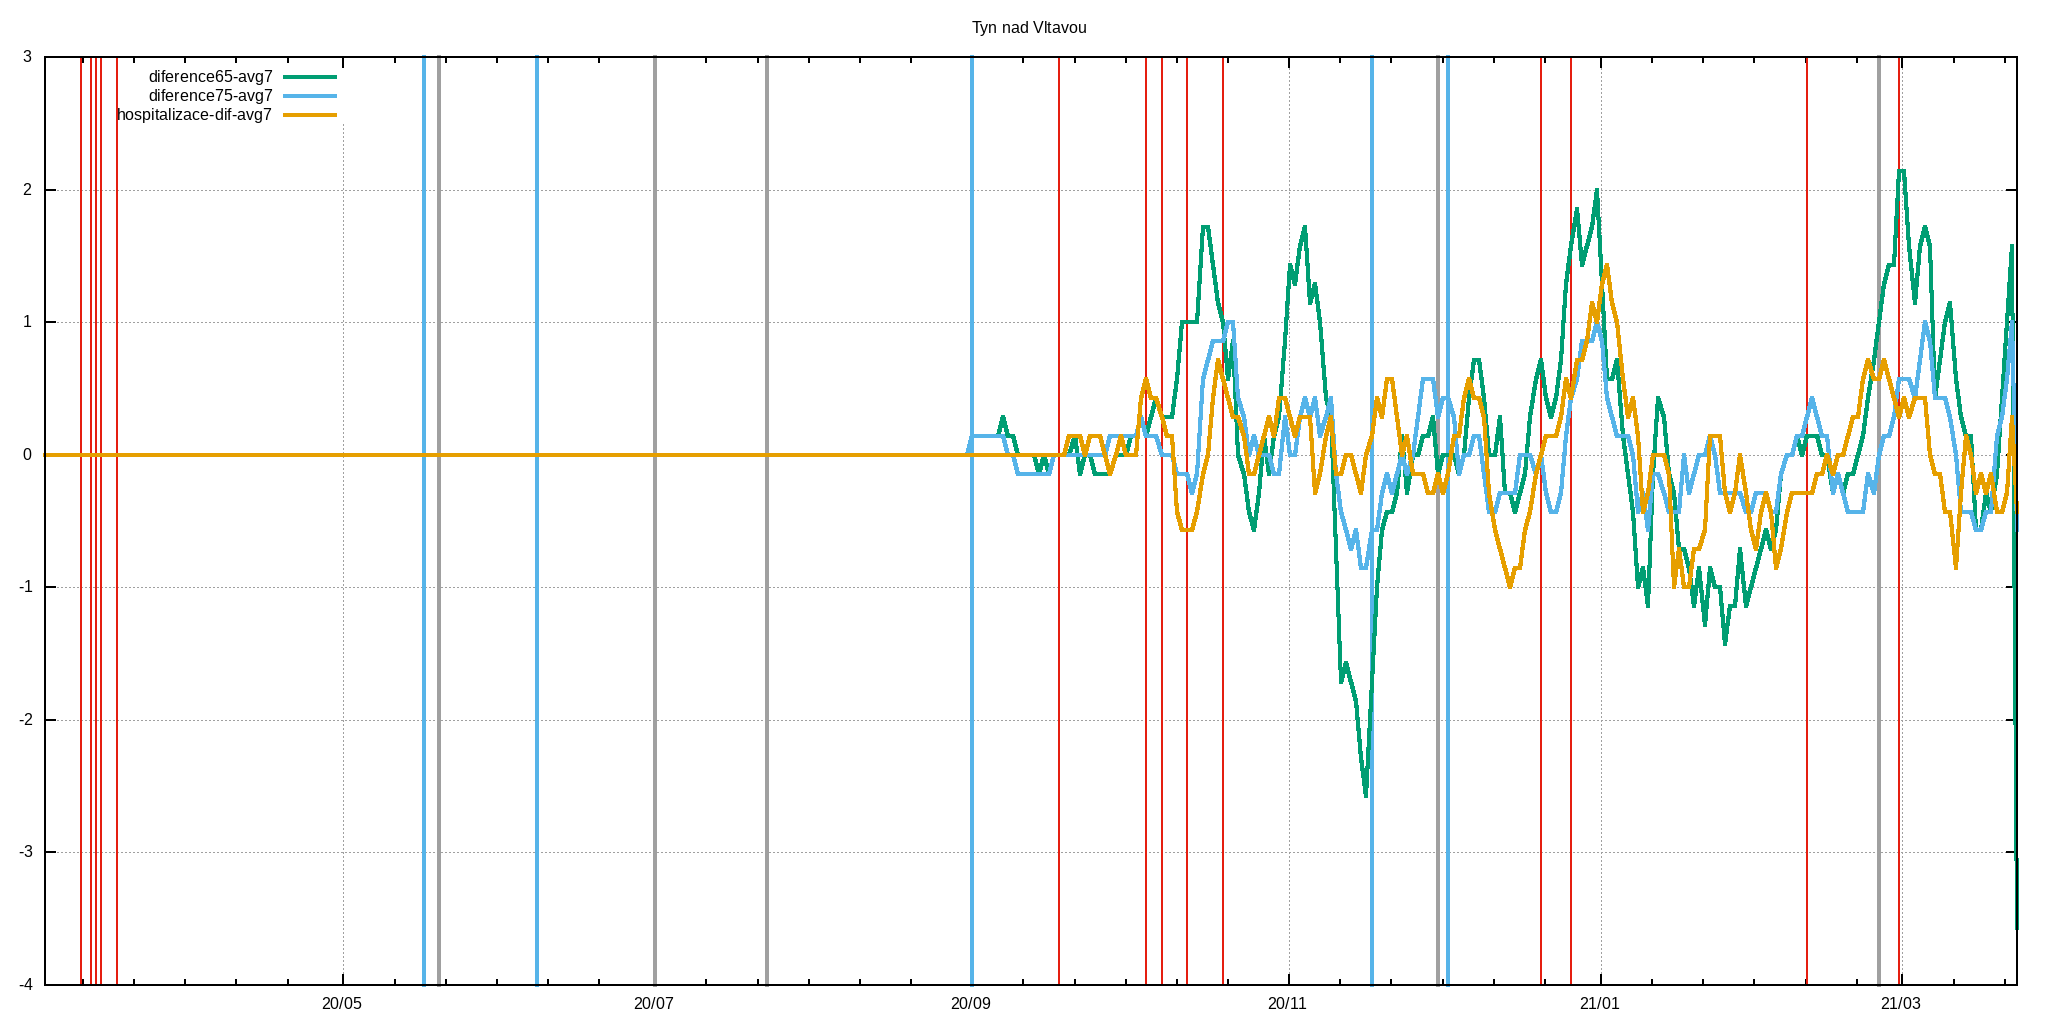 Tyn nad Vltavou
diference65-avg7
diference75-avg7
hospitalizace-dif-avg7
3
2
1
0
-1
-2
-3
-4
20/05 20/07 20/09 20/11 21/01 21/03